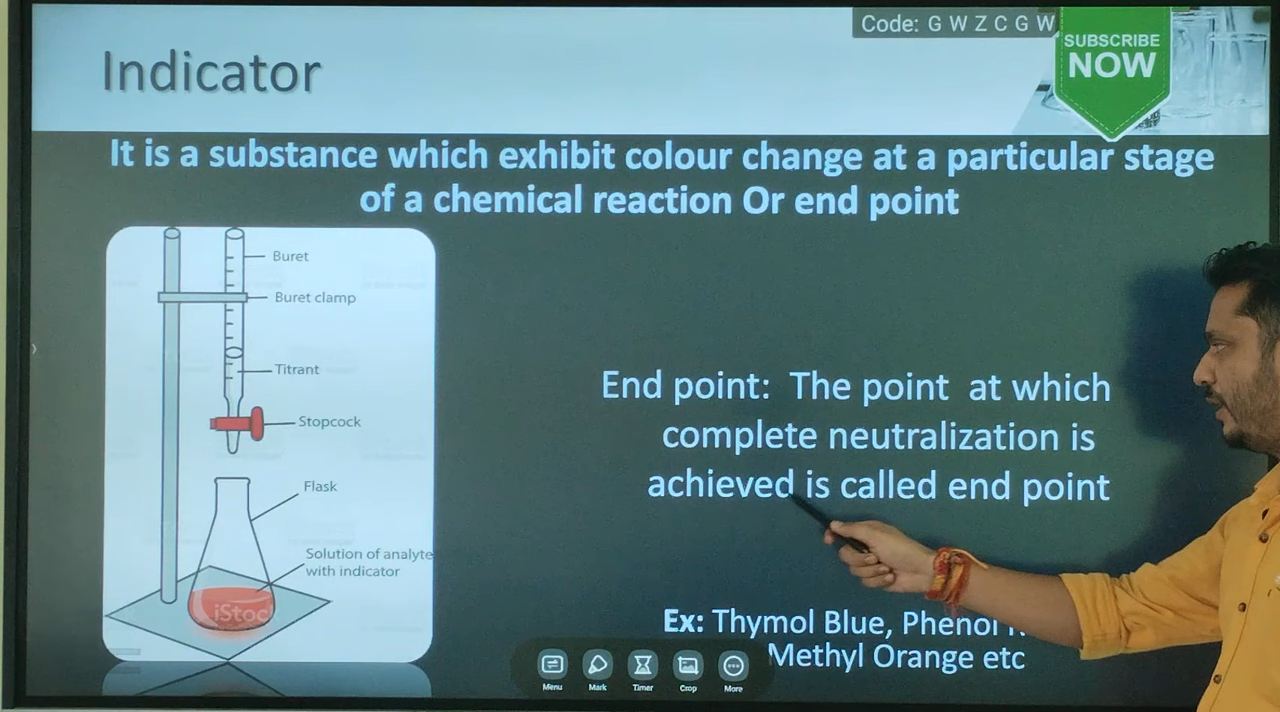 Code: G W Z C G W
SUBSCRIBE
NOW
Indicator
It is a substance which exhibit colour change at a particular stage
of a chemical reaction Or end point
Buret
Buret clamp
Titrant
Stopcock
Flask
Solution of analyte
with indicator
iStoc
End point: The point at which
complete neutralization is
achieved is called end point
Ex: Thymol Blue, Phenol
Methyl Orange etc
Menu
Mark
Timer
Crop
More